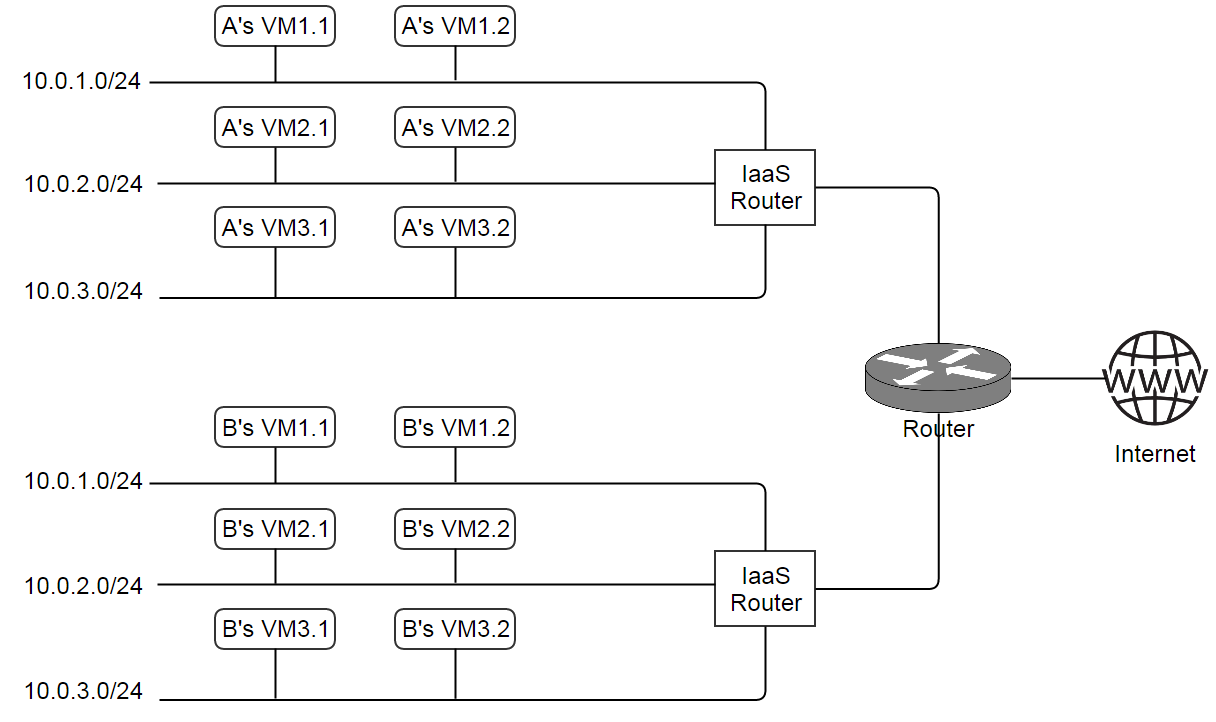 A's VM1.1
A's VM1.2
10.0.1.0/24
A's VM2.1
A's VM2.2
10.0.2.0/24
IaaS
Router
A's VM3.1
A's VM3.2
10.0.3.0/24
WWW
Router
Internet
B's VM1.1
B's VM1.2
10.0.1.0/24
B's VM2.1
B's VM2.2
10.0.2.0/24
IaaS
Router
B's VM3.1
B's VM3.2
10.0.3.0/24